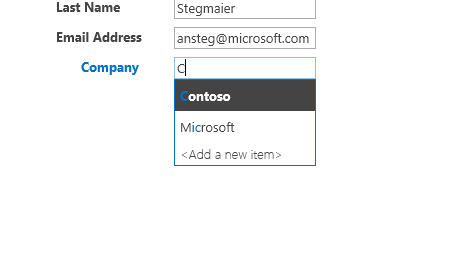 Last Name Stegmaier
Email Address ansteg@microsoft.com
Company C
Contoso
Microsoft
<Add a new item>